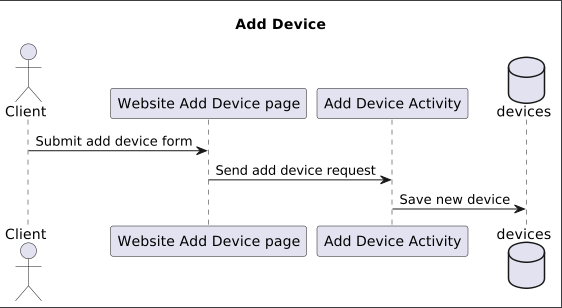 Add Device
Client
Website Add Device page
Add Device Activity
devices
Submit add device form
Send add device request
Save new device
Client
Website Add Device page
Add Device Activity
devices